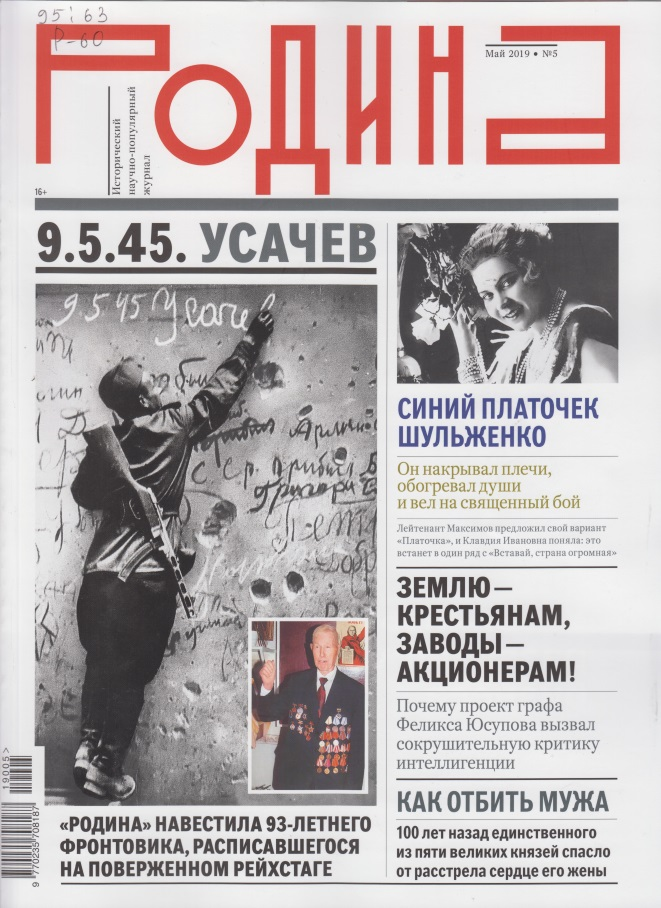 95:63
Р-60
РОДИНА
Май 2019 • №5
Исторический
научно-популярный
журнал
16+
9.5.45. УСАЧЕВ
9.5.45 Усачев
«РОДИНА» НАВЕСТИЛА 93-ЛЕТНЕГО
ФРОНТОВИКА, РАСПИСАВШЕГОСЯ
НА ПОВЕРЖЕННОМ РЕЙХСТАГЕ
СИНИЙ ПЛАТОЧЕК
ШУЛЬЖЕНКО
Он накрывал плечи,
обогревал души
и вел на священный бой
Лейтенант Максимов предложил свой вариант
«Платочка», и Клавдия Ивановна поняла: это
встанет в один ряд с «Вставай, страна огромная»
ЗЕМЛЮ—
КРЕСТЬЯНАМ,
ЗАВОДЫ—
АКЦИОНЕРАМ!
Почему проект графа
Феликса Юсупова вызвал
сокрушительную критику
интеллигенции
КАК ОТБИТЬ МУЖА
100 лет назад единственного
из пяти великих князей спасло
от расстрела сердце его жены
19005>
9 770235 708187